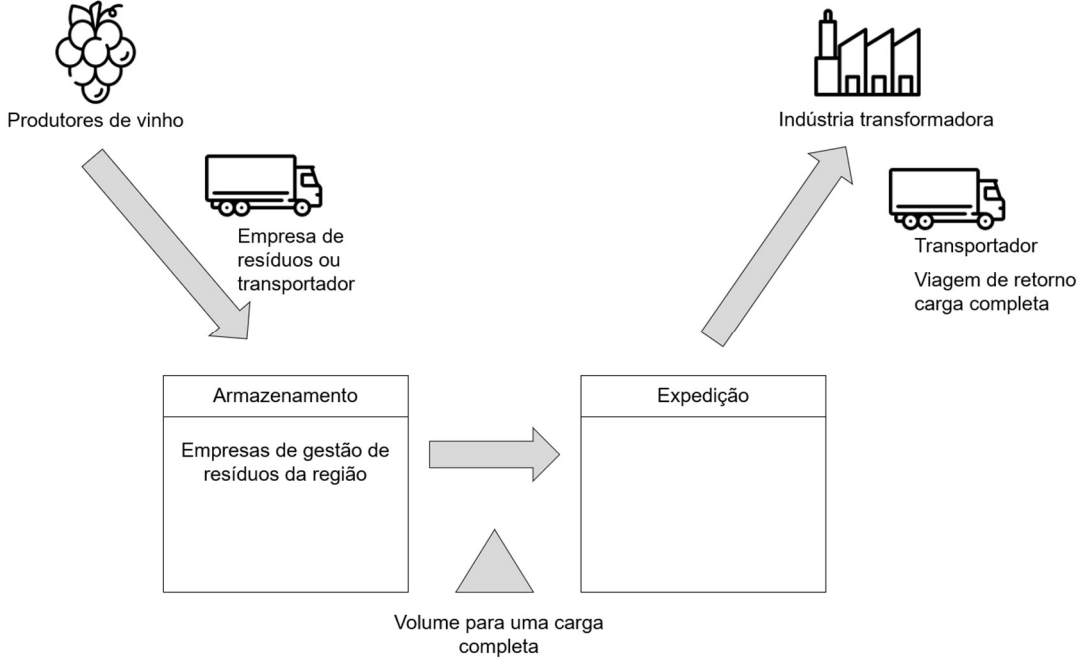 Produtores de vinho
Indústria transformadora
Empresa de
resíduos ou
transportador
Transportador
Viagem de retorno
carga completa
Armazenamento
Expedição
Empresas de gestão de
resíduos da região
Volume para uma carga
completa